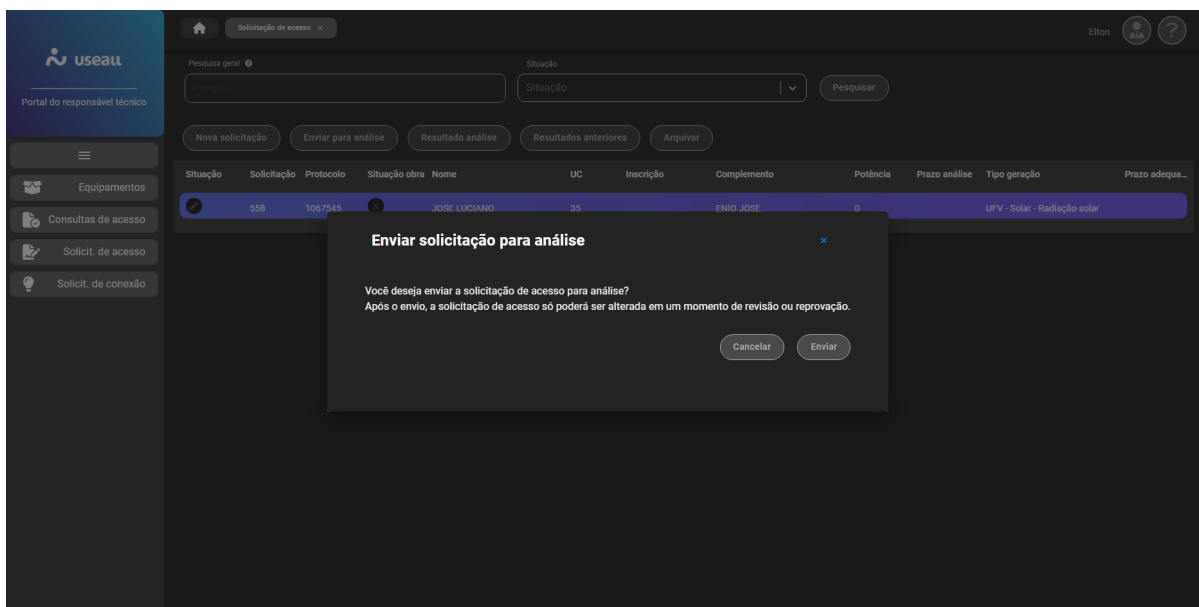 Solicitação de acesso ×
Elton
useall
Portal do responsável técnico
Pesquisa geral
Situação
Pesquisa
Situação
Pesquisar
Nova solicitação
Enviar para análise
Resultado análise
Resultados anteriores
Arquivar
Situação Solicitação Protocolo Situação obra Nome UC Inscrição Complemento Potência Prazo análise Tipo geração Prazo adequa...
558 1067545 JOSE LUCIANO 35 ENIO JOSE 0 UFV - Solar - Radiação solar
Equipamentos
Consultas de acesso
Solicit. de acesso
Solicit. de conexão
Enviar solicitação para análise ×
Você deseja enviar a solicitação de acesso para análise?
Após o envio, a solicitação de acesso só poderá ser alterada em um momento de revisão ou reprovação.
Cancelar
Enviar